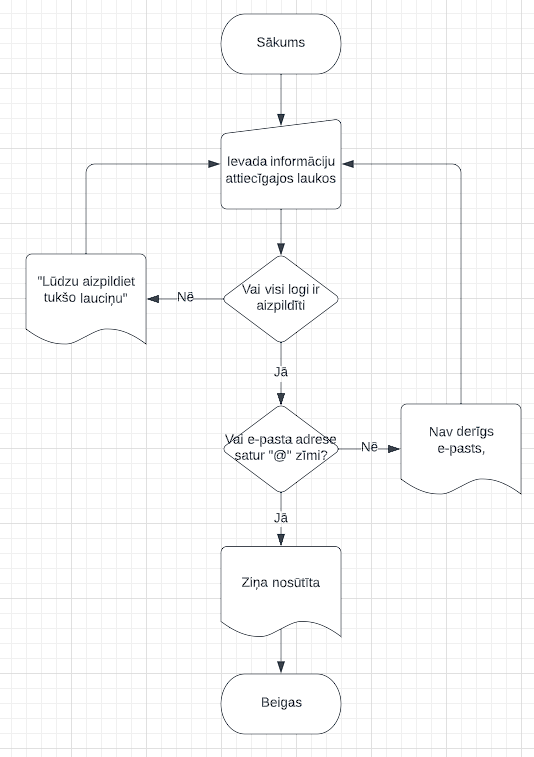 Sākums
Ievada informāciju
attiecīgajos laukos
"Lūdzu aizpildiet
tukšo lauciņu"
Nē
Vai visi logi ir
aizpildīti
Jā
Vai e-pasta adrese
satur "@" zīmi?
Nē
Nav derīgs
e-pasts,
Jā
Ziņa nosūtīta
Beigas